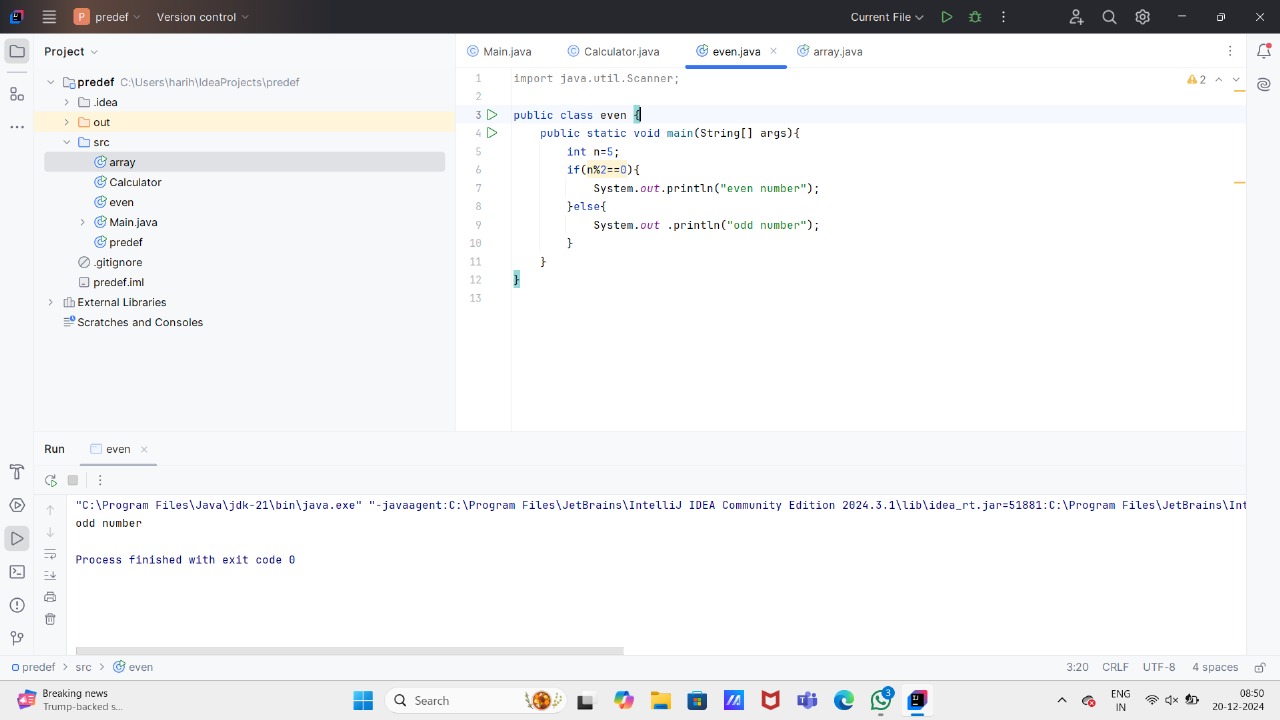 P predef Version control Current File
Project
Main.java Calculator.java even.java array.java
predef C:\Users\harih\IdeaProjects\predef
.idea
out
src
array
Calculator
even
Main.java
predef
.gitignore
predef.iml
External Libraries
Scratches and Consoles
2
1 import java.util.Scanner;
2
3 public class even {
4 public static void main(String[] args){
5 int n=5;
6 if(n%2==0){
7 System.out.println("even number");
8 }else{
9 System.out .println("odd number");
10 }
11 }
12 }
13
Run even
"C:\Program Files\Java\jdk-21\bin\java.exe" "-javaagent:C:\Program Files\JetBrains\IntelliJ IDEA Community Edition 2024.3.1\lib\idea_rt.jar=51881:C:\Program Files\JetBrains\Int
odd number
Process finished with exit code 0
predef > src > even 3:20 CRLF UTF-8 4 spaces
Breaking news
Trump-backed s...
Search
3
ENG
IN
08:50
20-12-2024